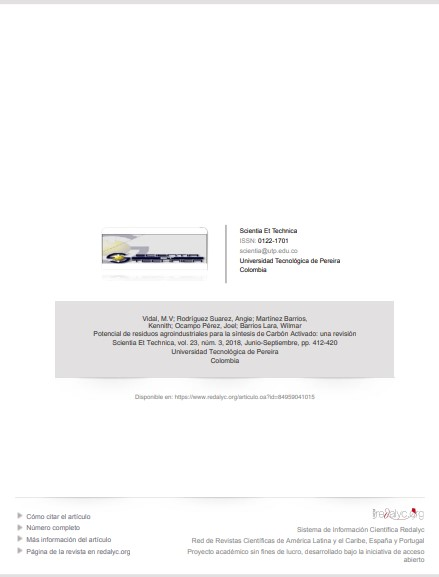 Scientia Et Technica
ISSN: 0122-1701
scientia@utp.edu.co
Universidad Tecnológica de Pereira
Colombia
Vidal, M.V; Rodríguez Suarez, Angie; Martínez Barrios,
Kennith; Ocampo Pérez, Joel; Barrios Lara, Wilmar
Potencial de residuos agroindustriales para la síntesis de Carbón Activado: una revisión
Scientia Et Technica, vol. 23, núm. 3, 2018, Junio-Septiembre, pp. 412-420
Universidad Tecnológica de Pereira
Colombia
Disponible en: https://www.redalyc.org/articulo.oa?id=84959041015
redalyc.org
Cómo citar el artículo
Número completo
Más información del artículo
Página de la revista en redalyc.org
Sistema de Información Científica Redalyc
Red de Revistas Científicas de América Latina y el Caribe, España y Portugal
Proyecto académico sin fines de lucro, desarrollado bajo la iniciativa de acceso
abierto